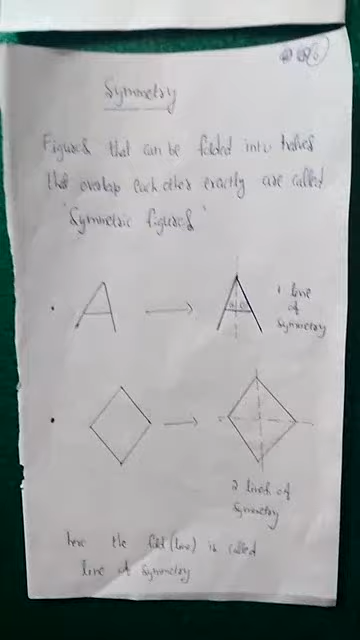 Symmetry
Figures that can be folded into halves
that overlap each other exactly are called
"Symmetric figures"
A
A
1 line
of
symmetry
2 lines of
symmetry
here the fold (line) is called
line of symmetry